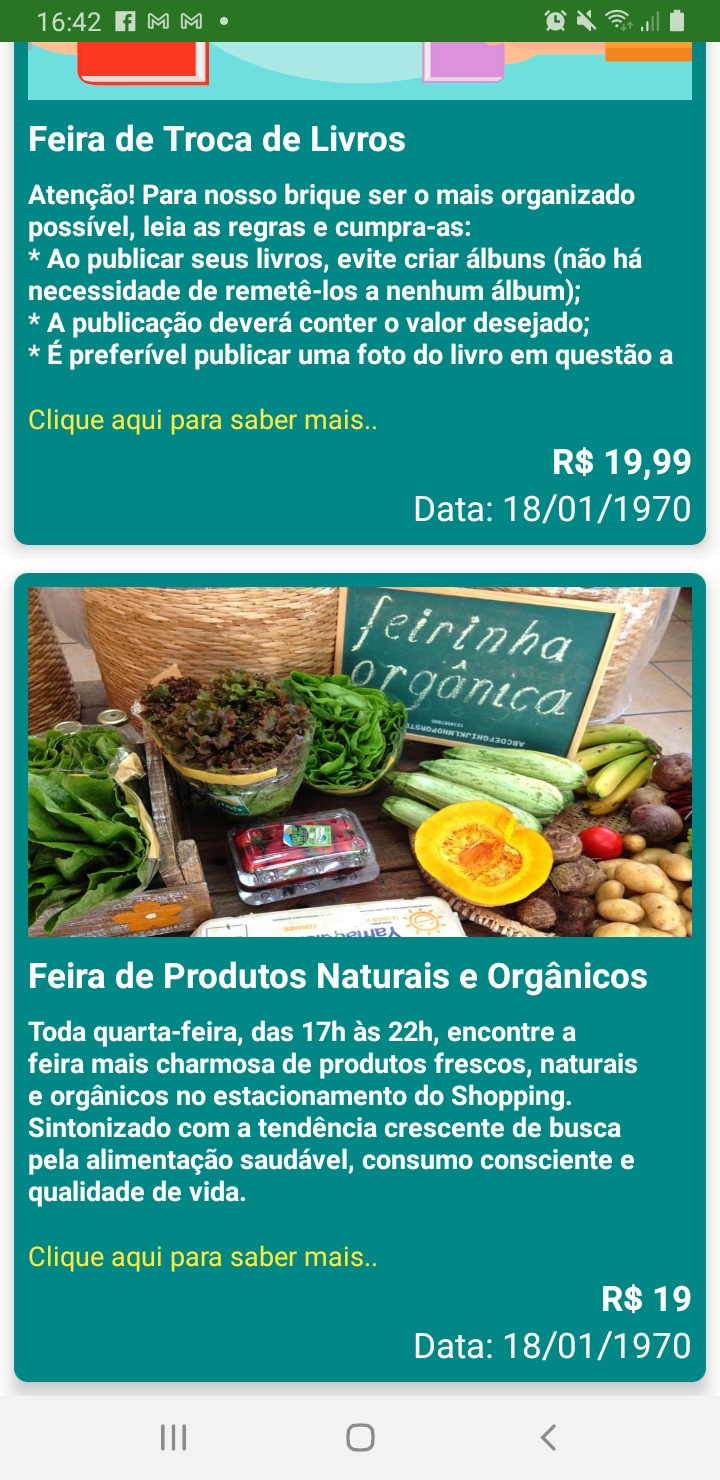 16:42
Feira de Troca de Livros
Atenção! Para nosso brique ser o mais organizado
possível, leia as regras e cumpra-as:
* Ao publicar seus livros, evite criar álbuns (não há
necessidade de remetê-los a nenhum álbum);
* A publicação deverá conter o valor desejado;
* É preferível publicar uma foto do livro em questão a
Clique aqui para saber mais..
R$ 19,99
Data: 18/01/1970
feirinha
orgânica
Feira de Produtos Naturais e Orgânicos
Toda quarta-feira, das 17h às 22h, encontre a
feira mais charmosa de produtos frescos, naturais
e orgânicos no estacionamento do Shopping.
Sintonizado com a tendência crescente de busca
pela alimentação saudável, consumo consciente e
qualidade de vida.
Clique aqui para saber mais..
R$ 19
Data: 18/01/1970